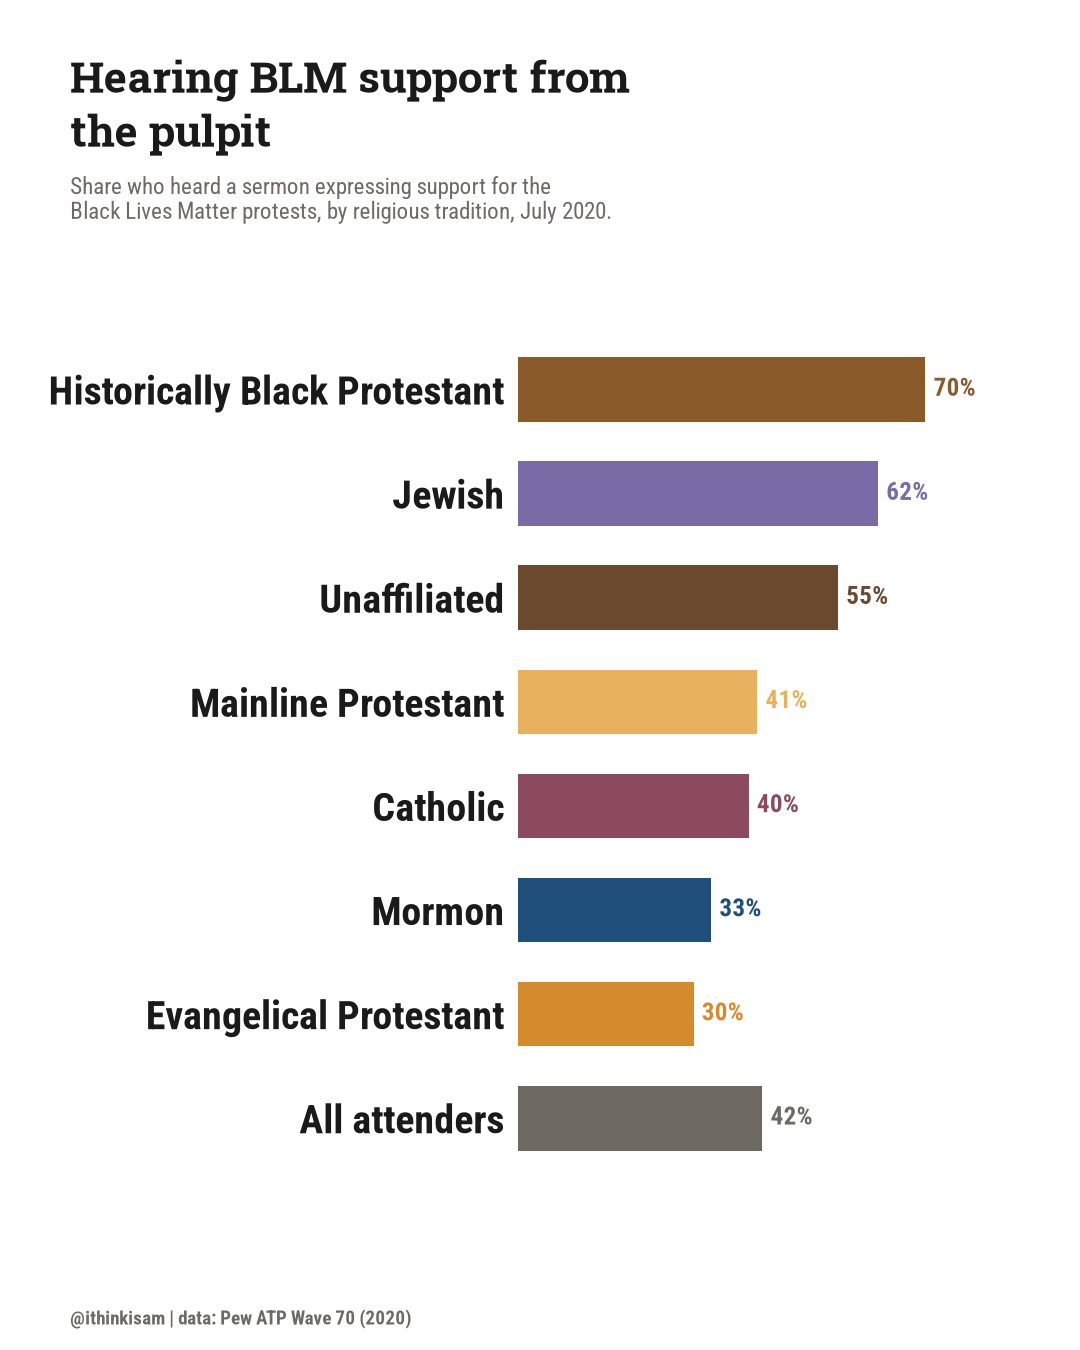 Hearing BLM support from
the pulpit
Share who heard a sermon expressing support for the
Black Lives Matter protests, by religious tradition, July 2020.
Historically Black Protestant 70%
Jewish 62%
Unaffiliated 55%
Mainline Protestant 41%
Catholic 40%
Mormon 33%
Evangelical Protestant 30%
All attenders 42%
@ithinkisam | data: Pew ATP Wave 70 (2020)